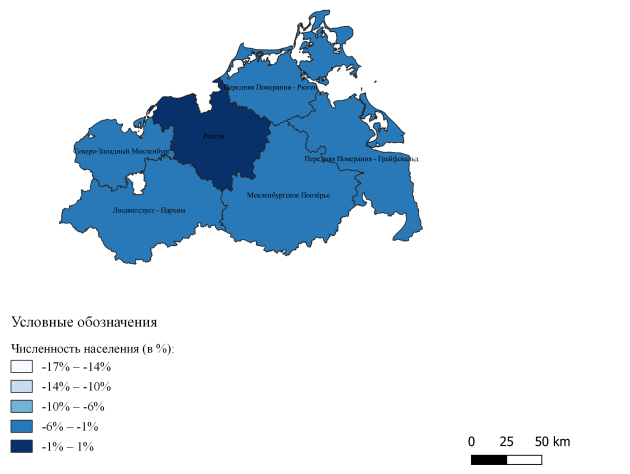 Передняя Померания - Рюген
Росток
Северо-Западный Мекленбург
Передняя Померания - Грайфсвальд
Мекленбургское Поозёрье
Людвигслуст - Пархим
Условные обозначения
Численность населения (в %):
-17% – -14%
-14% – -10%
-10% – -6%
-6% – -1%
-1% – 1%
0 25 50 km